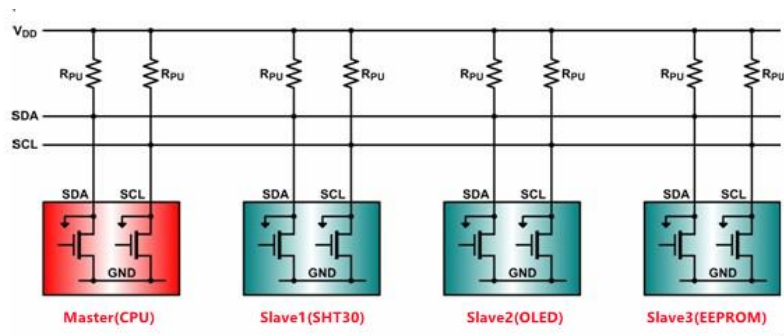 VDD
RPU RPU RPU RPU RPU RPU RPU RPU
SDA
SCL
SDA SCL SDA SCL SDA SCL SDA SCL
GND GND GND GND
Master(CPU) Slave1(SHT30) Slave2(OLED) Slave3(EEPROM)